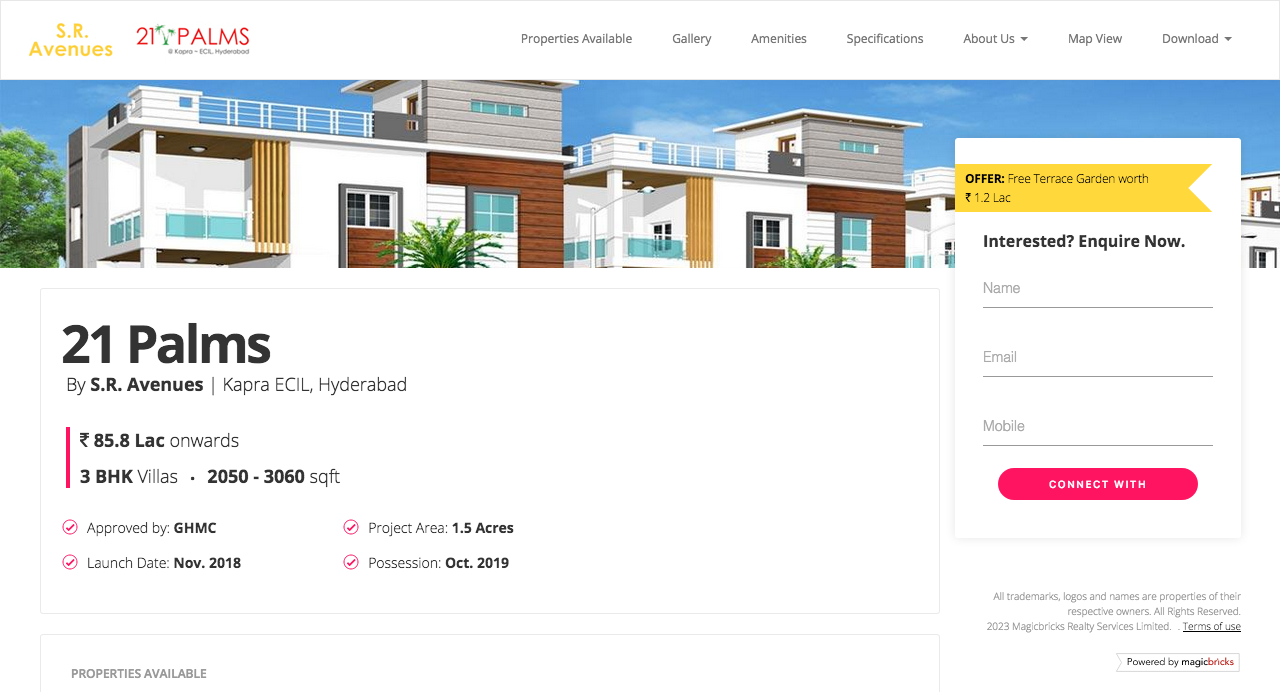 S.R.
Avenues
21 PALMS
@ Kapra ~ ECIL, Hyderabad
Properties Available
Gallery
Amenities
Specifications
About Us
Map View
Download
OFFER: Free Terrace Garden worth
₹ 1.2 Lac
Interested? Enquire Now.
Name
Email
Mobile
CONNECT WITH
21 Palms
By S.R. Avenues | Kapra ECIL, Hyderabad
₹ 85.8 Lac onwards
3 BHK Villas · 2050 - 3060 sqft
Approved by: GHMC
Project Area: 1.5 Acres
Launch Date: Nov. 2018
Possession: Oct. 2019
All trademarks, logos and names are properties of their
respective owners. All Rights Reserved.
2023 Magicbricks Realty Services Limited. . Terms of use
Powered by magicbricks
PROPERTIES AVAILABLE